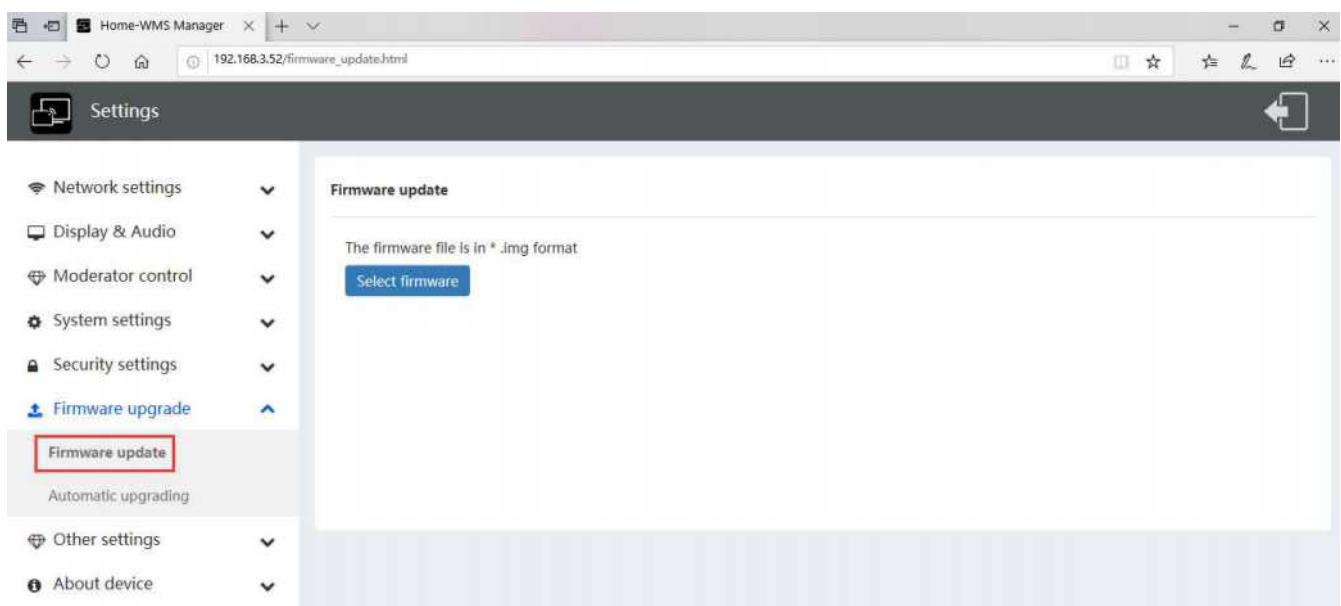 Home-WMS Manager
192.168.3.52/firmware_update.html
Settings
Network settings
Display & Audio
Moderator control
System settings
Security settings
Firmware upgrade
Firmware update
Automatic upgrading
Other settings
About device
Firmware update
The firmware file is in * .img format
Select firmware